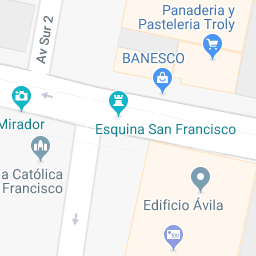 Panaderia y
Pasteleria Troly
Av Sur 2
BANESCO
Esquina San Francisco
Mirador
a Católica
Francisco
Edificio Ávila